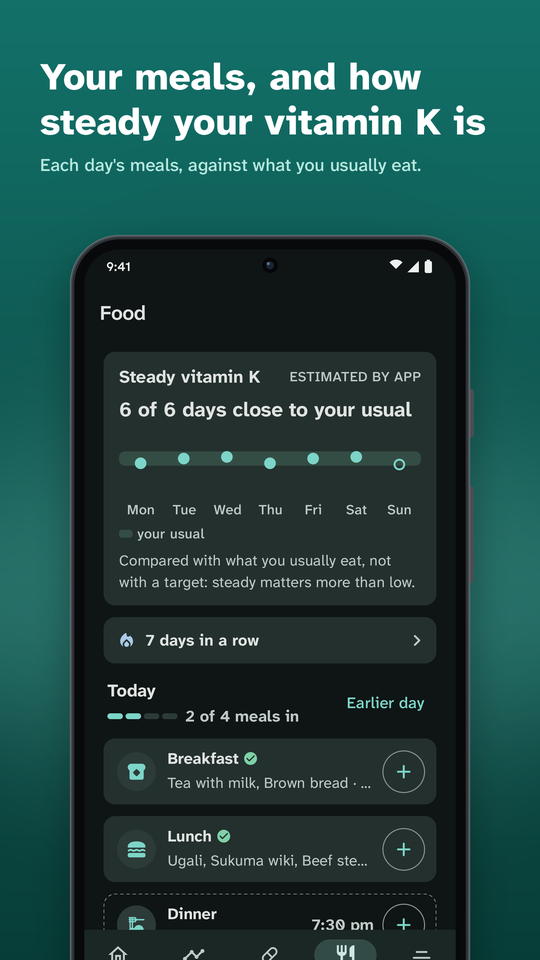 Your meals, and how
steady your vitamin K is
Each day's meals, against what you usually eat.
9:41
Food
Steady vitamin K
ESTIMATED BY APP
6 of 6 days close to your usual
Mon Tue Wed Thu Fri Sat Sun
your usual
Compared with what you usually eat, not
with a target: steady matters more than low.
7 days in a row
Today
2 of 4 meals in
Earlier day
Breakfast
Tea with milk, Brown bread · ...
Lunch
Ugali, Sukuma wiki, Beef ste...
Dinner
7:30 pm